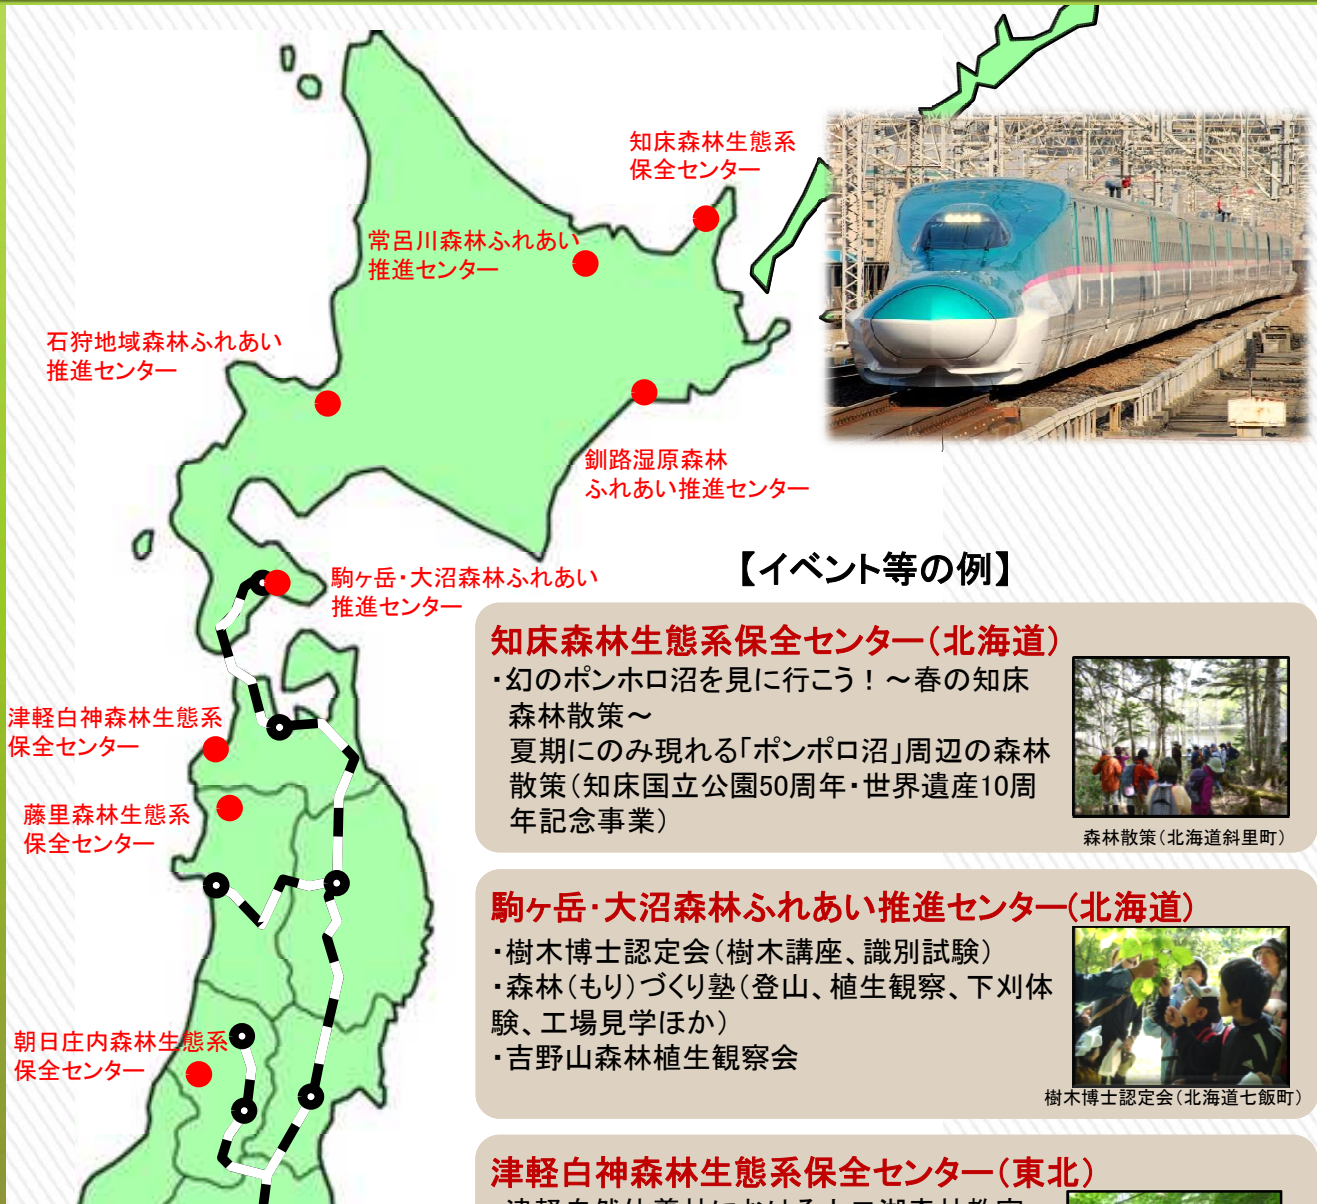 知床森林生態系
保全センター
常呂川森林ふれあい
推進センター
石狩地域森林ふれあい
推進センター
釧路湿原森林
ふれあい推進センター
駒ヶ岳・大沼森林ふれあい
推進センター
津軽白神森林生態系
保全センター
藤里森林生態系
保全センター
朝日庄内森林生態系
保全センター
【イベント等の例】
知床森林生態系保全センター（北海道）
・幻のポンホロ沼を見に行こう！～春の知床
森林散策～
夏期にのみ現れる「ポンポロ沼」周辺の森林
散策（知床国立公園50周年・世界遺産10周
年記念事業）
森林散策（北海道斜里町）
駒ヶ岳・大沼森林ふれあい推進センター(北海道)
・樹木博士認定会（樹木講座、識別試験）
・森林（もり）づくり塾（登山、植生観察、下刈体
験、工場見学ほか）
・吉野山森林植生観察会
樹木博士認定会（北海道七飯町）
津軽白神森林生態系保全センター（東北）